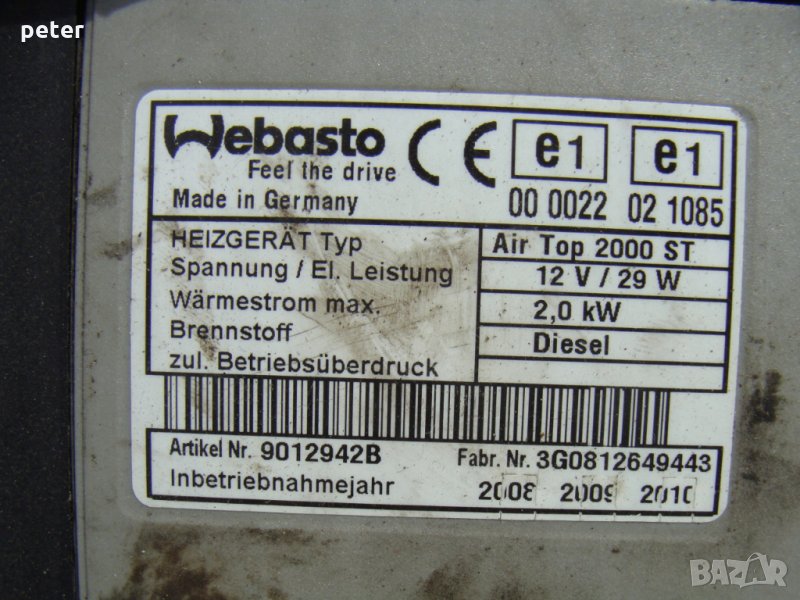 peter
Webasto
Feel the drive
Made in Germany
CE
e1
e1
00 0022
02 1085
HEIZGERÄT Typ
Air Top 2000 ST
Spannung / El. Leistung
12 V / 29 W
Wärmestrom max.
2,0 kW
Brennstoff
Diesel
zul. Betriebsüberdruck
Artikel Nr. 9012942B
Fabr. Nr. 3G0812649443
Inbetriebnahmejahr
2008 2009 2010
BAZAR